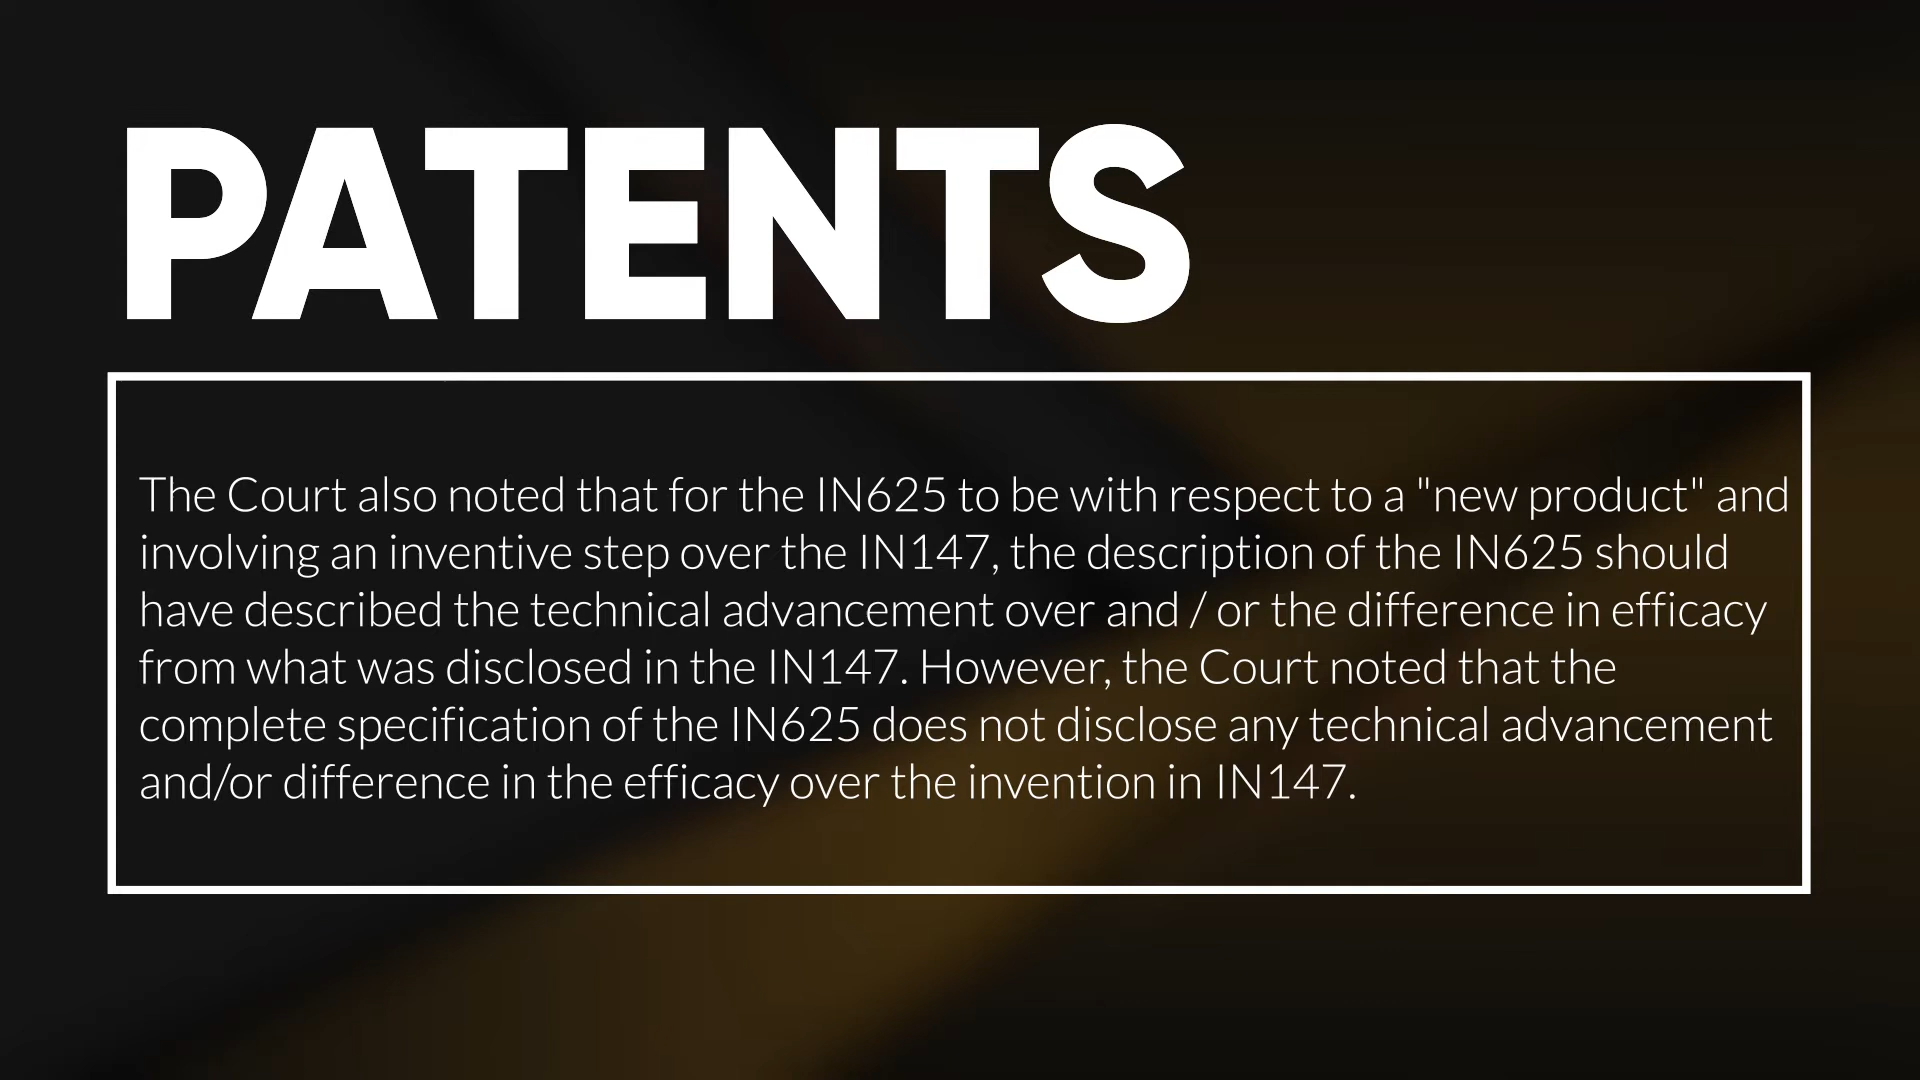 PATENTS
The Court also noted that for the IN625 to be with respect to a "new product" and
involving an inventive step over the IN147, the description of the IN625 should
have described the technical advancement over and / or the difference in efficacy
from what was disclosed in the IN147. However, the Court noted that the
complete specification of the IN625 does not disclose any technical advancement
and/or difference in the efficacy over the invention in IN147.